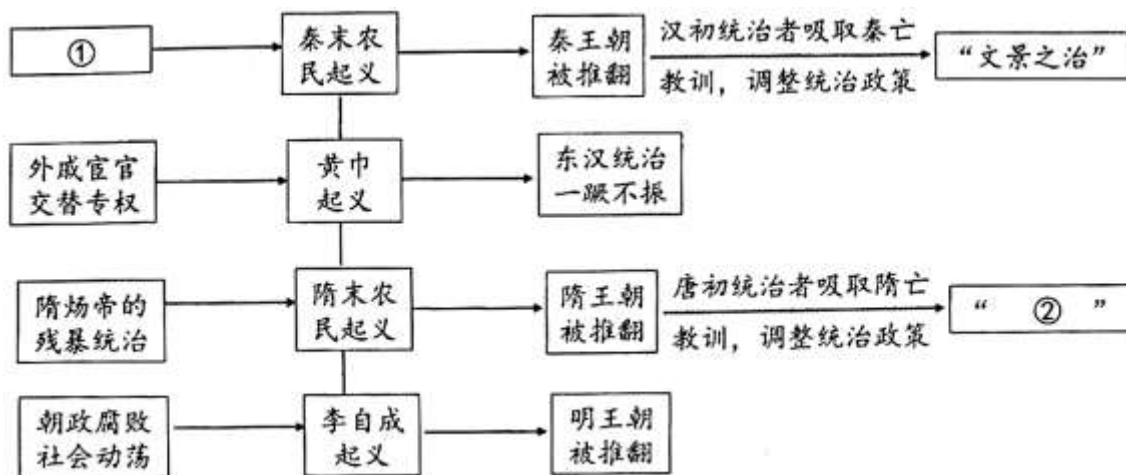 ①
秦末农
民起义
秦王朝
被推翻
汉初统治者吸取秦亡
教训，调整统治政策
“文景之治”
外戚宦官
交替专权
黄巾
起义
东汉统治
一蹶不振
隋炀帝的
残暴统治
隋末农
民起义
隋王朝
被推翻
唐初统治者吸取隋亡
教训，调整统治政策
“ ② ”
朝政腐败
社会动荡
李自成
起义
明王朝
被推翻